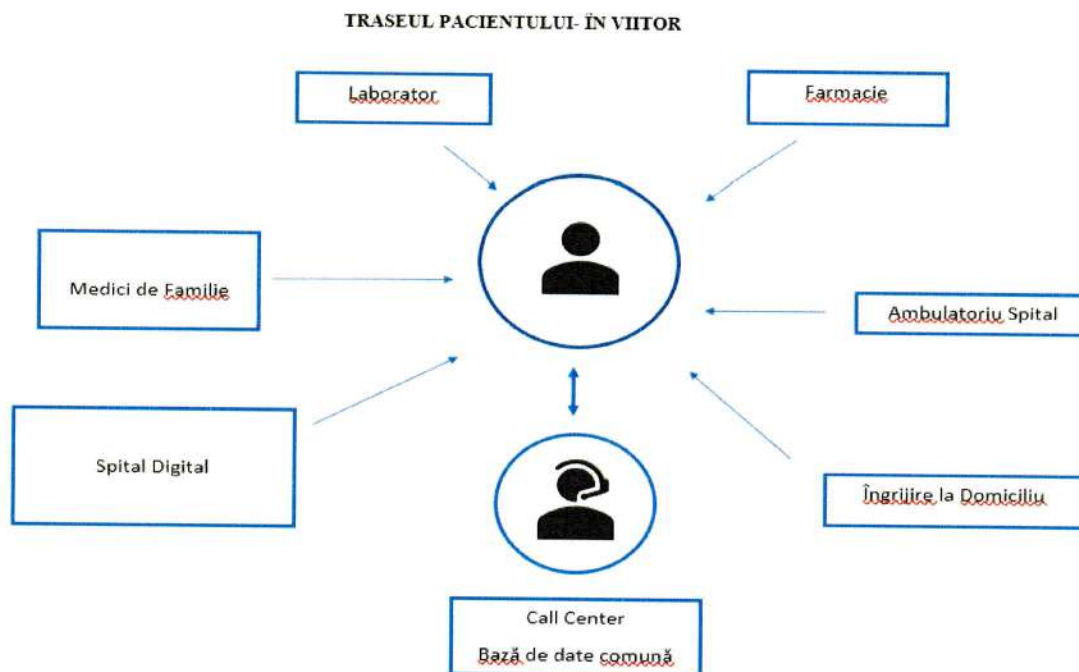 TRASEUL PACIENTULUI- ÎN VIITOR
Laborator
Farmacie
Medici de Familie
Ambulatoriu Spital
Spital Digital
Îngrijire la Domiciliu
Call Center
Bază de date comună